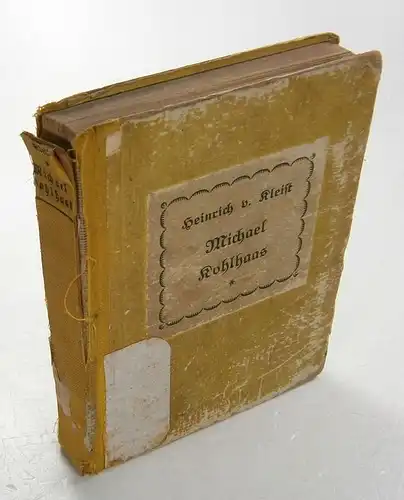 Heinrich v. Kleist
Michael
Kohlhaas
*
Michael
Kohlhaas